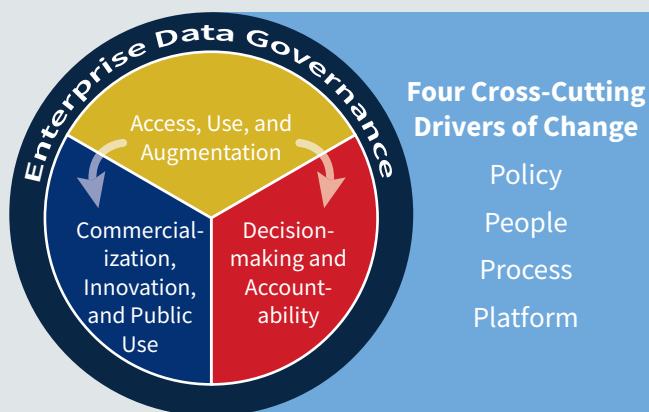 Enterprise Data Governance
Access, Use, and
Augmentation
Commercial-
ization,
Innovation,
and Public
Use
Decision-
making and
Account-
ability
Four Cross-Cutting
Drivers of Change
Policy
People
Process
Platform